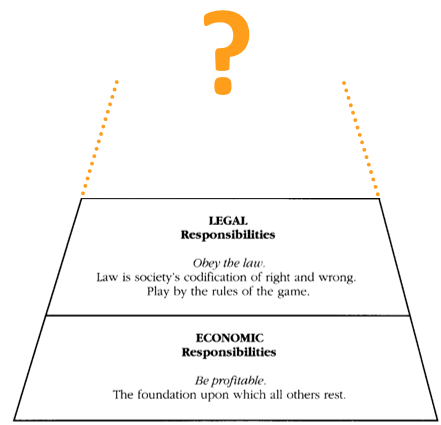 ?
LEGAL
Responsibilities
Obey the law.
Law is society's codification of right and wrong.
Play by the rules of the game.
ECONOMIC
Responsibilities
Be profitable.
The foundation upon which all others rest.